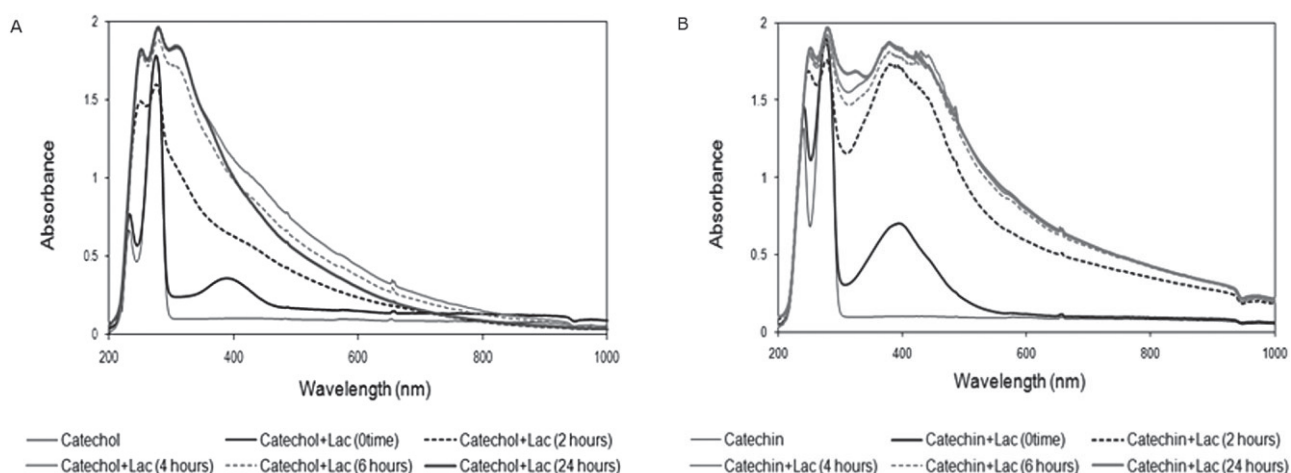 A
2
1.5
1
0.5
0
Absorbance
200
400
600
800
1000
Wavelength (nm)
Catechol
Catechol+Lac (0time)
Catechol+Lac (2 hours)
Catechol+Lac (4 hours)
Catechol+Lac (6 hours)
Catechol+Lac (24 hours)
B
2
1.5
1
0.5
0
Absorbance
200
400
600
800
1000
Wavelength (nm)
Catechin
Catechin+Lac (0time)
Catechin+Lac (2 hours)
Catechin+Lac (4 hours)
Catechin+Lac (6 hours)
Catechin+Lac (24 hours)